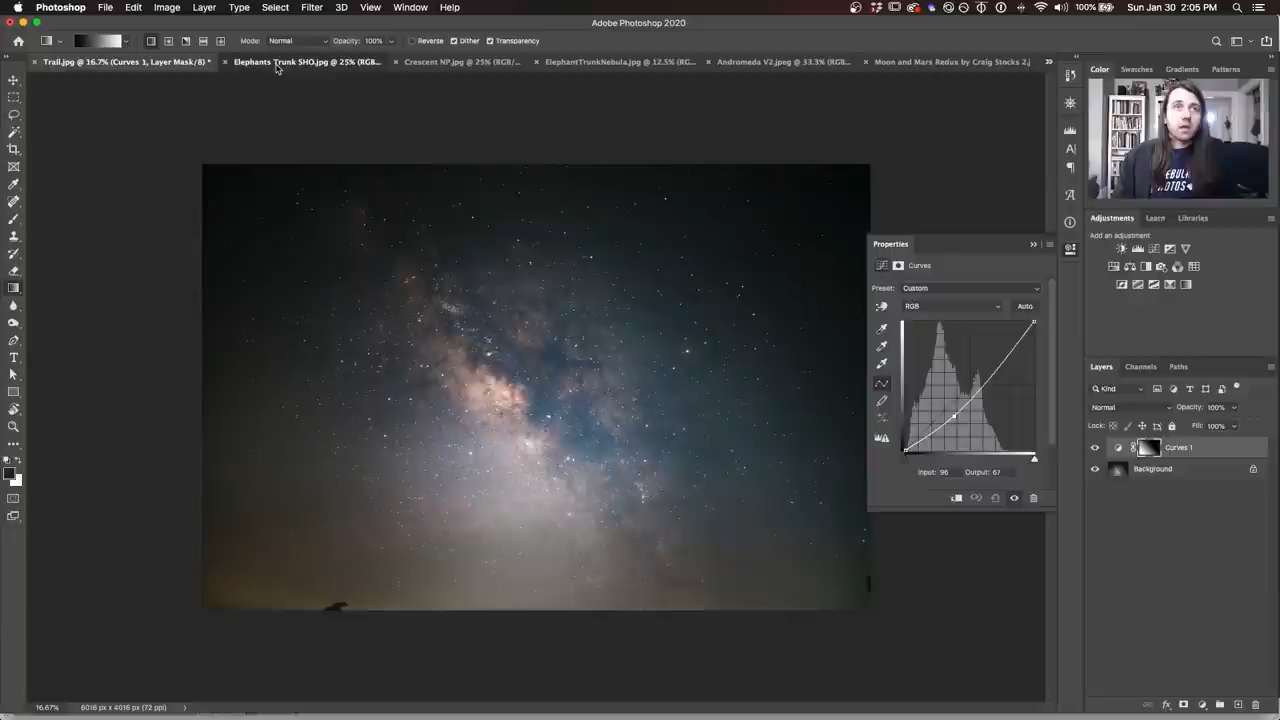 Photoshop File Edit Image Layer Type Select Filter 3D View Window Help 100% Sun Jan 30 2:05 PM
Adobe Photoshop 2020
Mode: Normal Opacity: 100% Reverse Dither Transparency
Trail.jpg @ 16.7% (Curves 1, Layer Mask/8) * Elephants Trunk SHO.jpg @ 25% (RGB... Crescent NP.jpg @ 25% (RGB/... ElephantTrunkNebula.jpg @ 12.5% (RG... Andromeda V2.jpeg @ 33.3% (RGB... Moon and Mars Redux by Craig Stocks 2.j
Color Swatches Gradients Patterns
NEBULA
PHOTOS
Adjustments Learn Libraries
Add an adjustment
Properties
Curves
Preset: Custom
RGB Auto
Input: 96 Output: 67
Layers Channels Paths
Kind
Normal Opacity: 100%
Lock: Fill: 100%
Curves 1
Background
16.67% 6016 px x 4016 px (72 ppi)